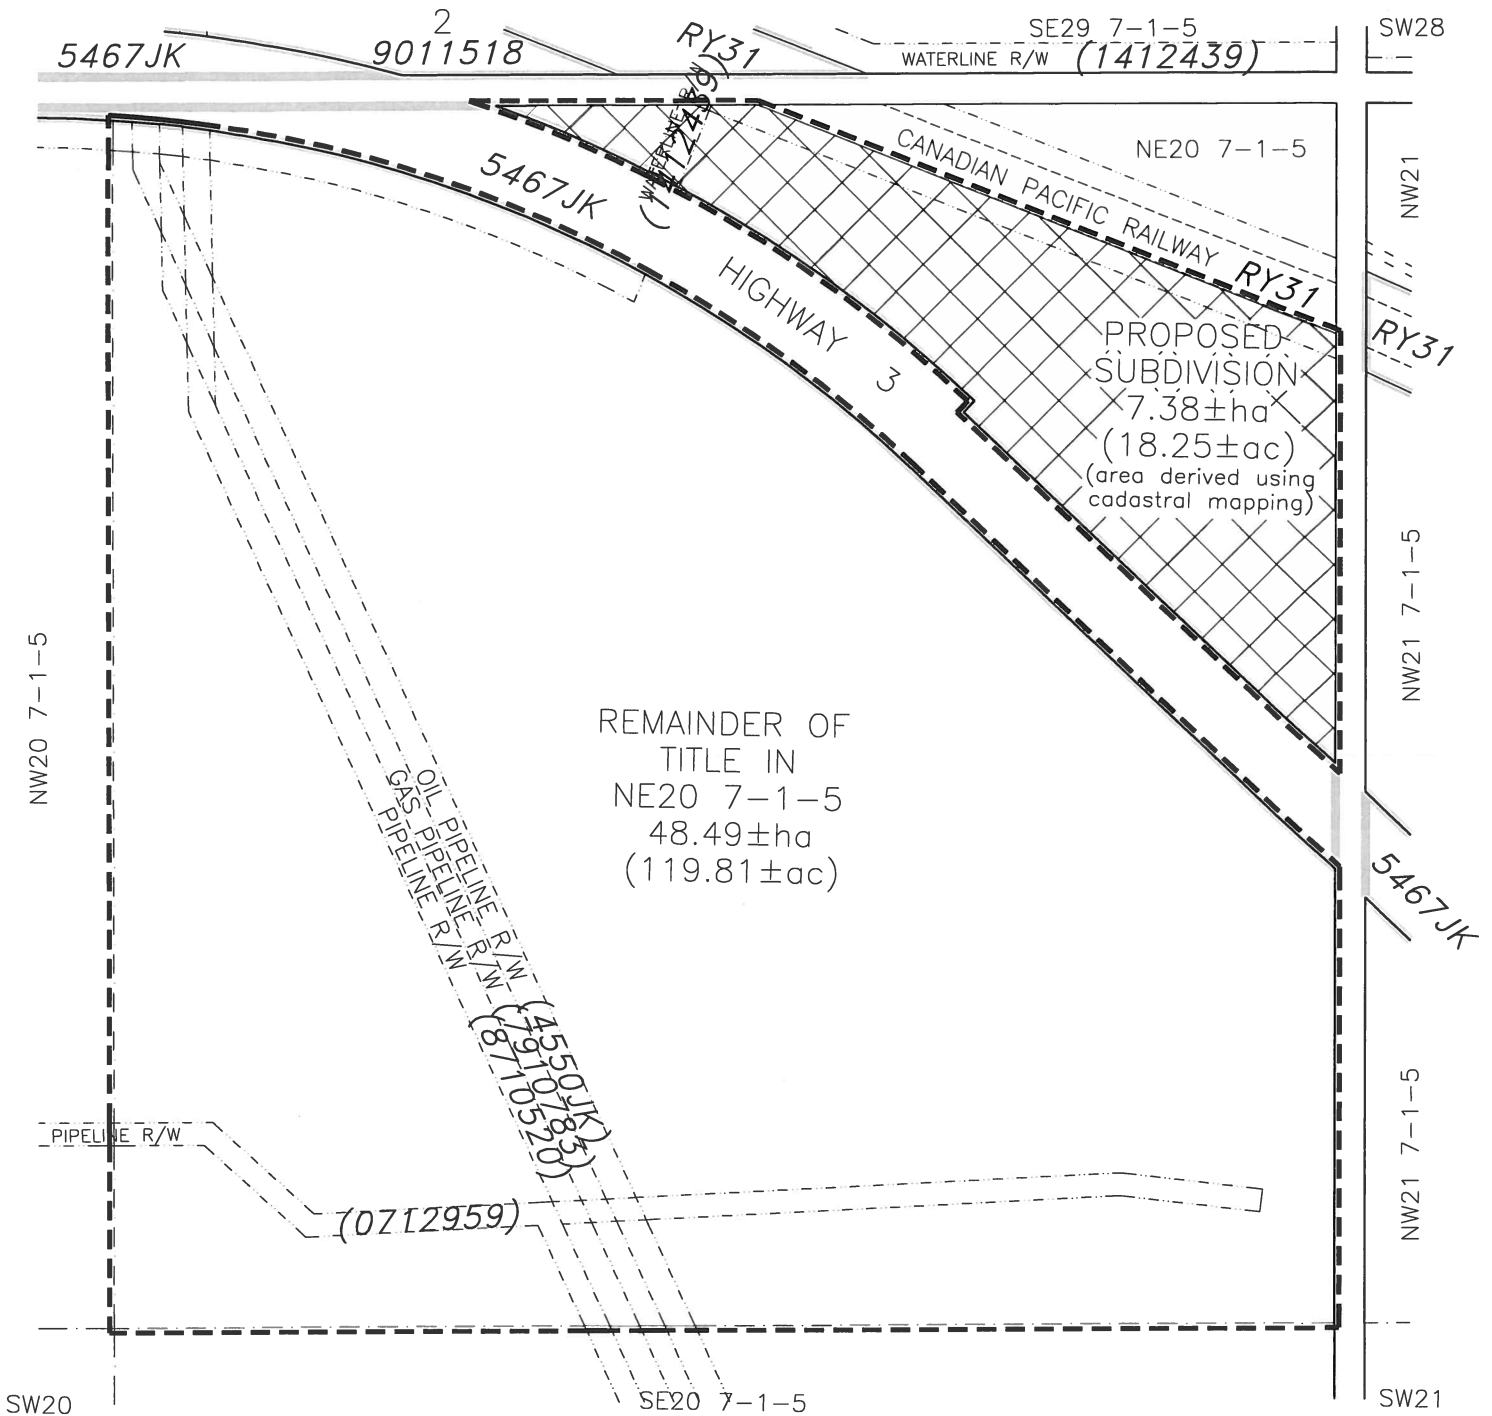 2
5467JK
9011518
RY31
SE29 7-1-5
SW28
WATERLINE R/W (1412439)
WATERLINE R/W
(1412439)
CANADIAN PACIFIC RAILWAY RY31
NE20 7-1-5
NW21
5467JK
HIGHWAY 3
RY31
PROPOSED
SUBDIVISION
7.38±ha
(18.25±ac)
(area derived using
cadastral mapping)
NW20 7-1-5
NW21 7-1-5
REMAINDER OF
TITLE IN
NE20 7-1-5
48.49±ha
(119.81±ac)
5467JK
OIL PIPELINE R/W (4550JK)
GAS PIPELINE R/W (7910783)
PIPELINE R/W (8710520)
NW21 7-1-5
PIPELINE R/W
(0712959)
SW20
SE20 7-1-5
SW21